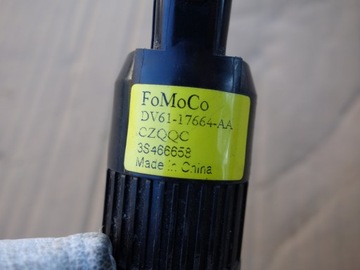 FoMoCo
DV61-17664-AA
CZQQC
3S466658
Made in China